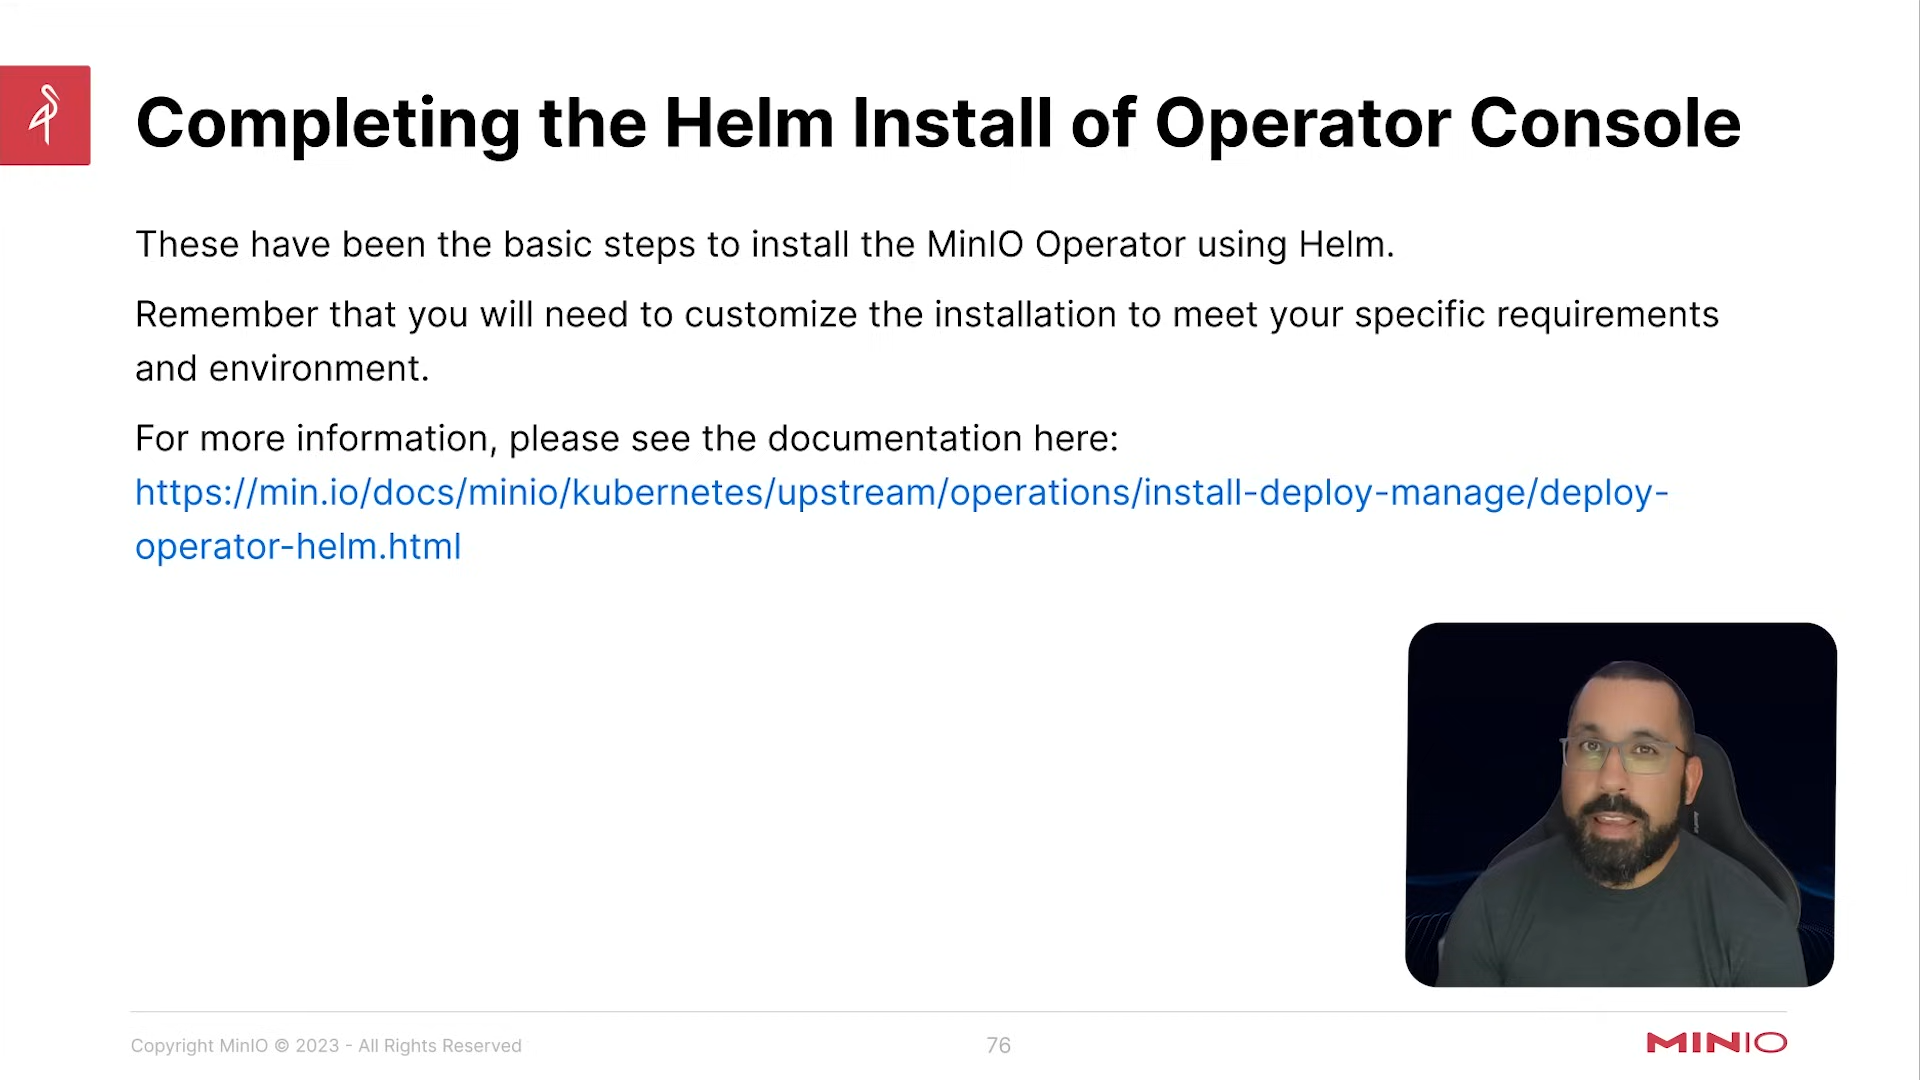 Completing the Helm Install of Operator Console
These have been the basic steps to install the MinIO Operator using Helm.
Remember that you will need to customize the installation to meet your specific requirements
and environment.
For more information, please see the documentation here:
https://min.io/docs/minio/kubernetes/upstream/operations/install-deploy-manage/deploy-
operator-helm.html
Copyright MinIO © 2023 - All Rights Reserved
76
MINIO